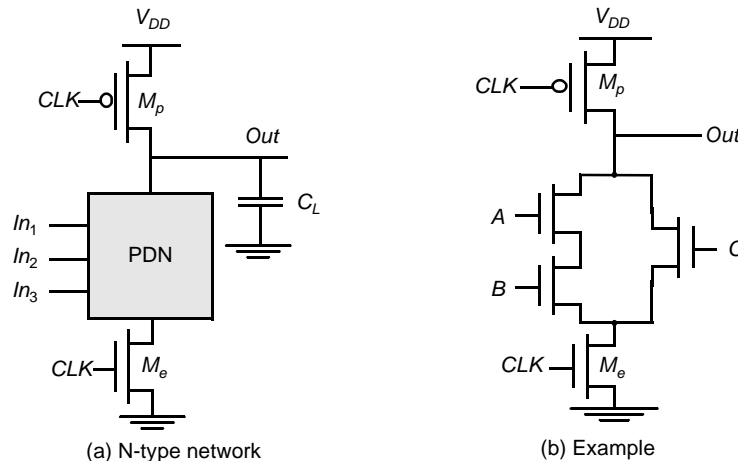 VDD
CLK
Mp
Out
CL
In1
In2
In3
PDN
CLK
Me
(a) N-type network
VDD
CLK
Mp
Out
A
B
C
CLK
Me
(b) Example